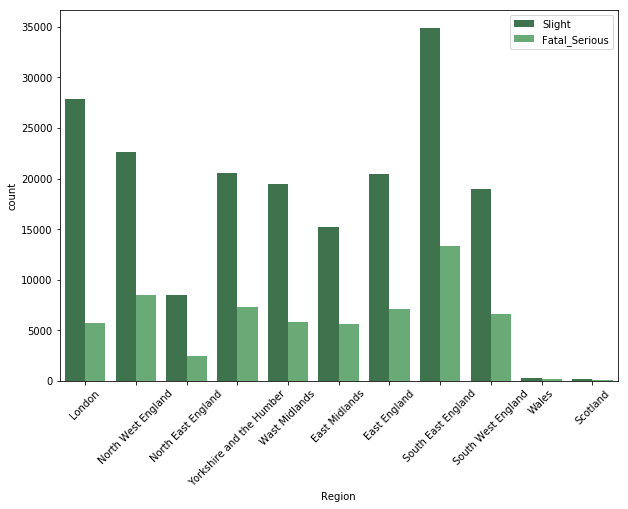 35000
30000
25000
20000
15000
10000
5000
0
count
Slight
Fatal_Serious
London
North West England
North East England
Yorkshire and the Humber
Wast Midlands
East Midlands
East England
South East England
South West England
Wales
Scotland
Region